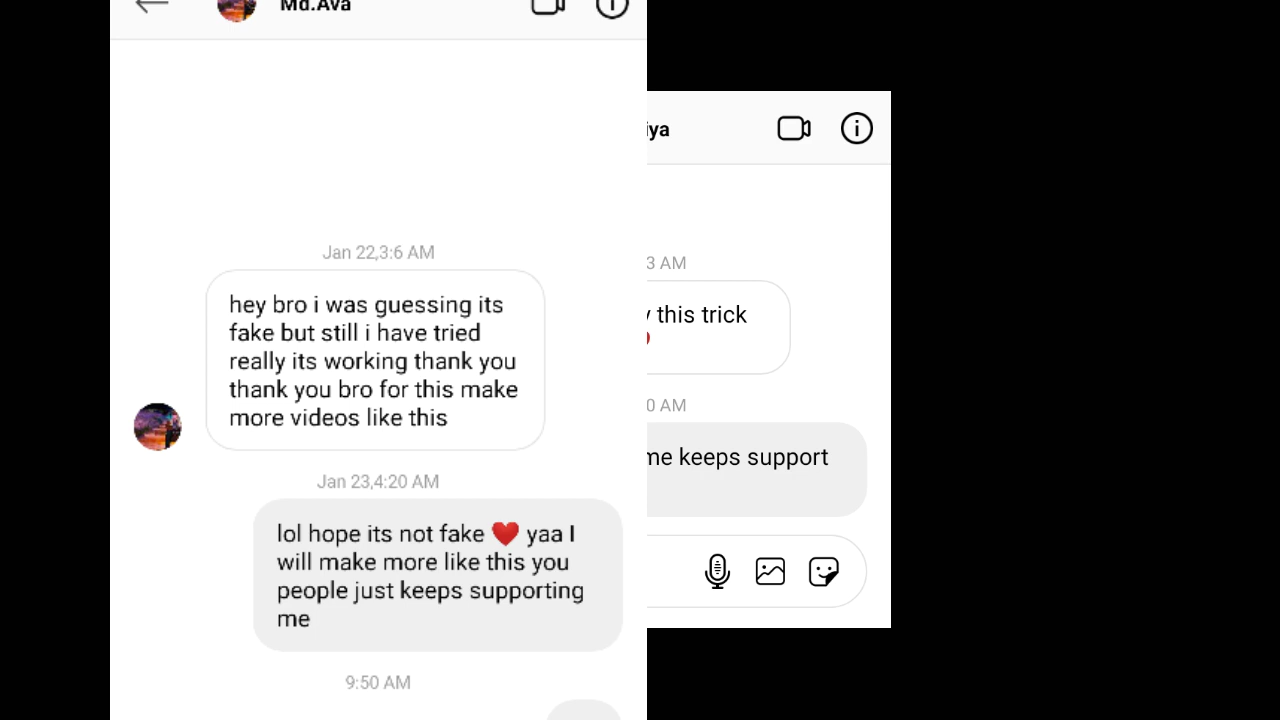 Md.Ava
Jan 22,3:6 AM
hey bro i was guessing its
fake but still i have tried
really its working thank you
thank you bro for this make
more videos like this
Jan 23,4:20 AM
lol hope its not fake ❤️ yaa I
will make more like this you
people just keeps supporting
me
9:50 AM
iya
3 AM
this trick
0 AM
me keeps support